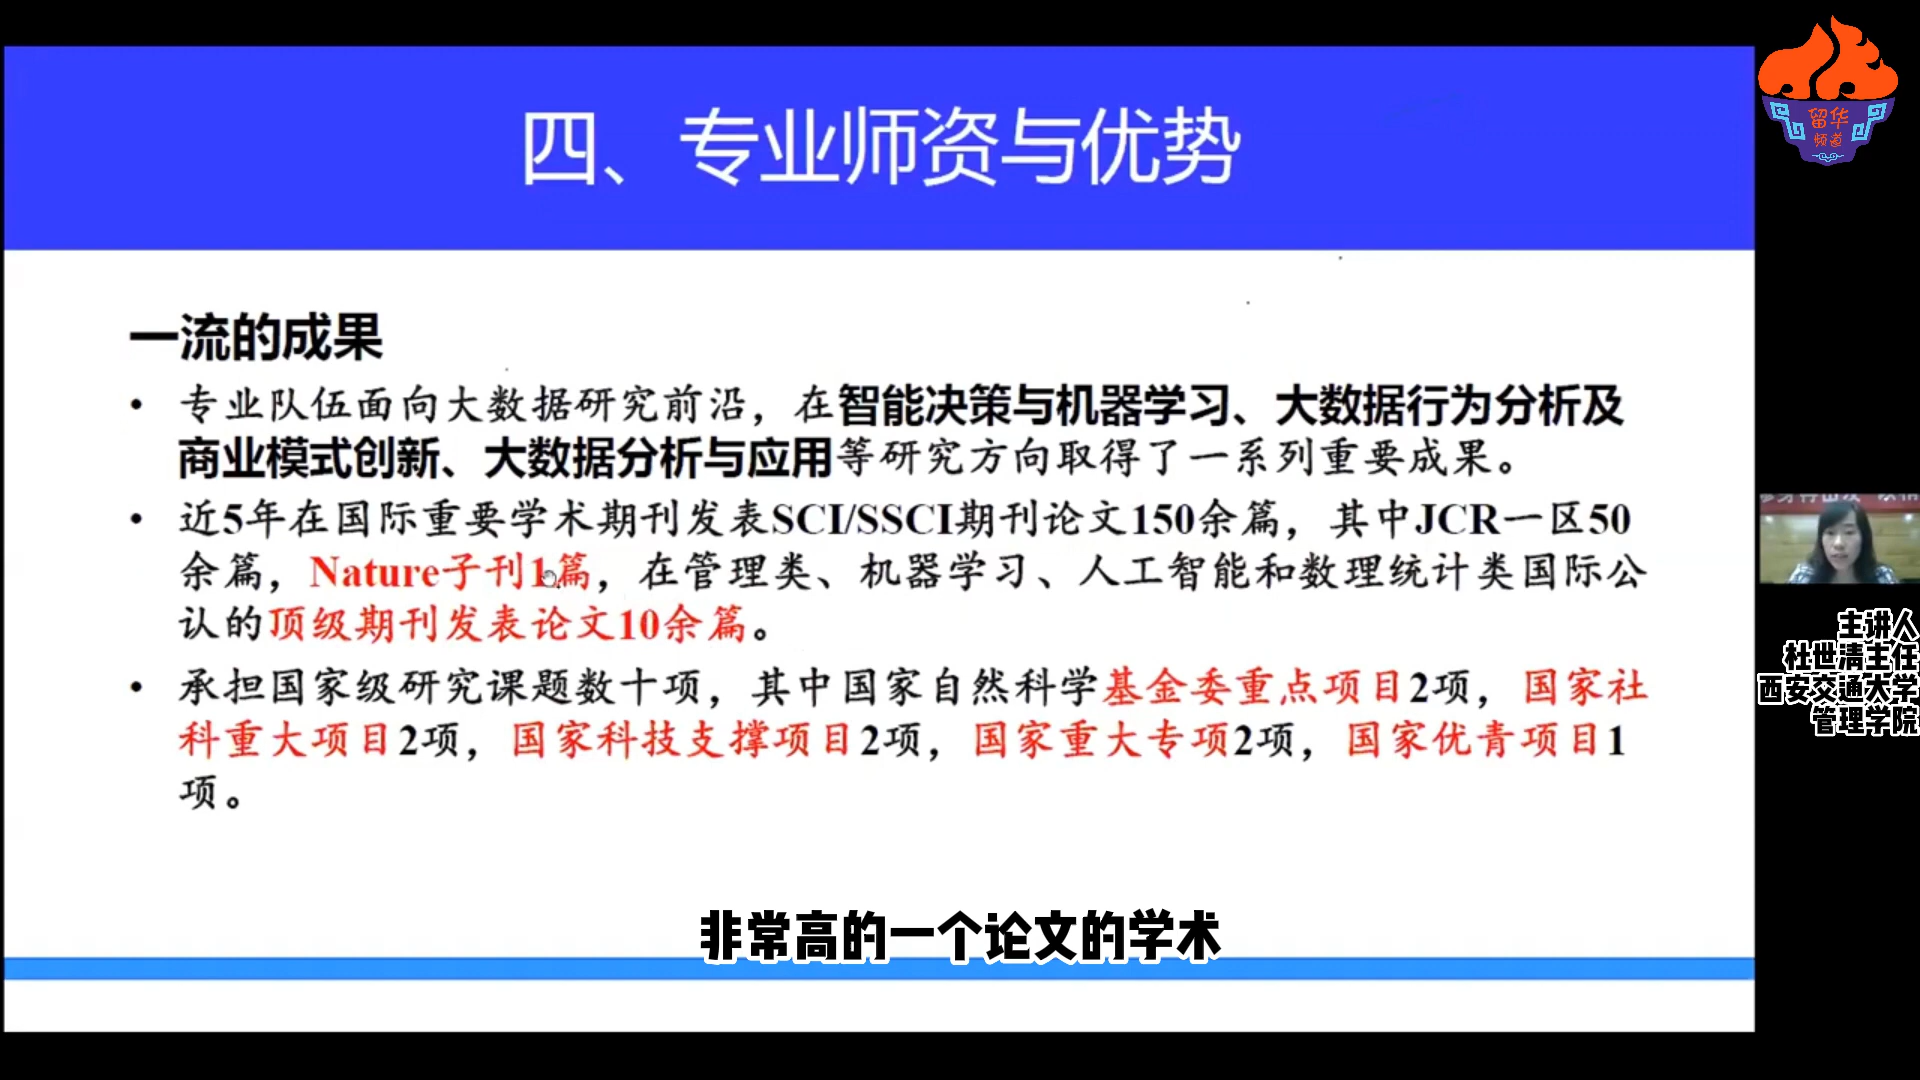 四、专业师资与优势
留华
频道
一流的成果
• 专业队伍面向大数据研究前沿，在智能决策与机器学习、大数据行为分析及
商业模式创新、大数据分析与应用等研究方向取得了一系列重要成果。
• 近5年在国际重要学术期刊发表SCI/SSCI期刊论文150余篇，其中JCR一区50
余篇，Nature子刊1篇，在管理类、机器学习、人工智能和数理统计类国际公
认的顶级期刊发表论文10余篇。
• 承担国家级研究课题数十项，其中国家自然科学基金委重点项目2项，国家社
科重大项目2项，国家科技支撑项目2项，国家重大专项2项，国家优青项目1
项。
主讲人
杜世清主任
西安交通大学
管理学院
非常高的一个论文的学术